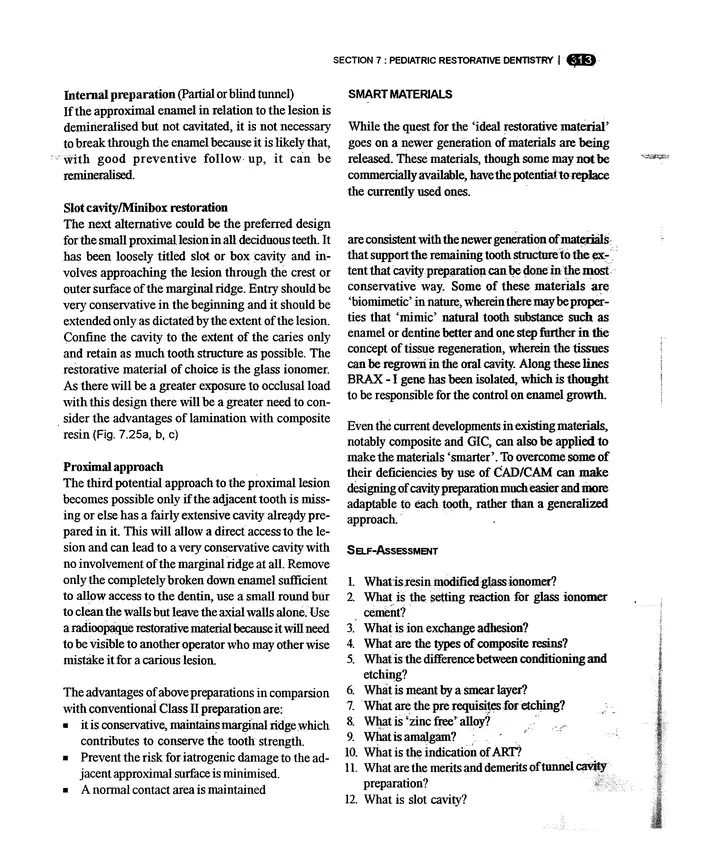 SECTION 7 : PEDIATRIC RESTORATIVE DENTISTRY | 313
Internal preparation (Partial or blind tunnel)
If the approximal enamel in relation to the lesion is
demineralised but not cavitated, it is not necessary
to break through the enamel because it is likely that,
with good preventive follow up, it can be
remineralised.
Slot cavity/Minibox restoration
The next alternative could be the preferred design
for the small proximal lesion in all deciduous teeth. It
has been loosely titled slot or box cavity and in-
volves approaching the lesion through the crest or
outer surface of the marginal ridge. Entry should be
very conservative in the beginning and it should be
extended only as dictated by the extent of the lesion.
Confine the cavity to the extent of the caries only
and retain as much tooth structure as possible. The
restorative material of choice is the glass ionomer.
As there will be a greater exposure to occlusal load
with this design there will be a greater need to con-
sider the advantages of lamination with composite
resin (Fig. 7.25a, b, c)
Proximal approach
The third potential approach to the proximal lesion
becomes possible only if the adjacent tooth is miss-
ing or else has a fairly extensive cavity already pre-
pared in it. This will allow a direct access to the le-
sion and can lead to a very conservative cavity with
no involvement of the marginal ridge at all. Remove
only the completely broken down enamel sufficient
to allow access to the dentin, use a small round bur
to clean the walls but leave the axial walls alone. Use
a radioopaque restorative material because it will need
to be visible to another operator who may other wise
mistake it for a carious lesion.
The advantages of above preparations in comparsion
with conventional Class II preparation are:
▪ it is conservative, maintains marginal ridge which
contributes to conserve the tooth strength.
▪ Prevent the risk for iatrogenic damage to the ad-
jacent approximal surface is minimised.
▪ A normal contact area is maintained
SMART MATERIALS
While the quest for the ‘ideal restorative material’
goes on a newer generation of materials are being
released. These materials, though some may not be
commercially available, have the potential to replace
the currently used ones.
are consistent with the newer generation of materials
that support the remaining tooth structure to the ex-
tent that cavity preparation can be done in the most
conservative way. Some of these materials are
‘biomimetic’ in nature, wherein there may be proper-
ties that ‘mimic’ natural tooth substance such as
enamel or dentine better and one step further in the
concept of tissue regeneration, wherein the tissues
can be regrown in the oral cavity. Along these lines
BRAX - I gene has been isolated, which is thought
to be responsible for the control on enamel growth.
Even the current developments in existing materials,
notably composite and GIC, can also be applied to
make the materials ‘smarter’. To overcome some of
their deficiencies by use of CAD/CAM can make
designing of cavity preparation much easier and more
adaptable to each tooth, rather than a generalized
approach.
SELF-ASSESSMENT
1. What is resin modified glass ionomer?
2. What is the setting reaction for glass ionomer
cement?
3. What is ion exchange adhesion?
4. What are the types of composite resins?
5. What is the difference between conditioning and
etching?
6. What is meant by a smear layer?
7. What are the pre requisites for etching?
8. What is ‘zinc free’ alloy?
9. What is amalgam?
10. What is the indication of ART?
11. What are the merits and demerits of tunnel cavity
preparation?
12. What is slot cavity?